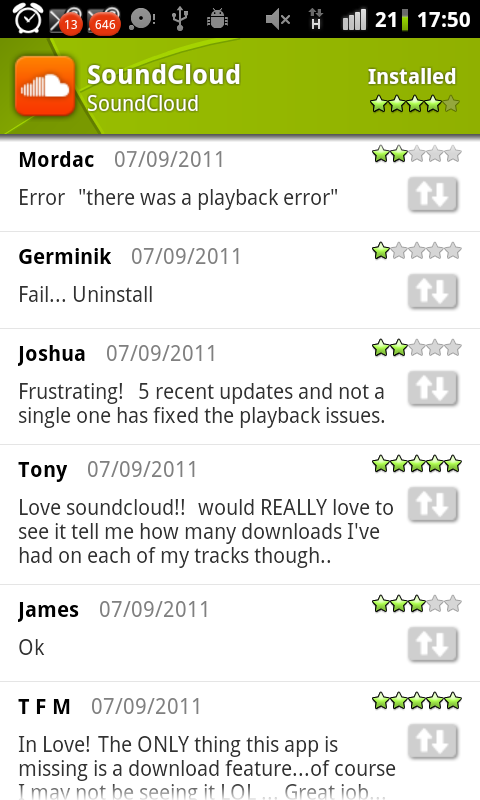 13 646 H 21 17:50
SoundCloud Installed
SoundCloud
Mordac 07/09/2011
Error "there was a playback error"
Germinik 07/09/2011
Fail... Uninstall
Joshua 07/09/2011
Frustrating! 5 recent updates and not a
single one has fixed the playback issues.
Tony 07/09/2011
Love soundcloud!! would REALLY love to
see it tell me how many downloads I've
had on each of my tracks though..
James 07/09/2011
Ok
T F M 07/09/2011
In Love! The ONLY thing this app is
missing is a download feature...of course
I may not be seeing it LOL ... Great job...